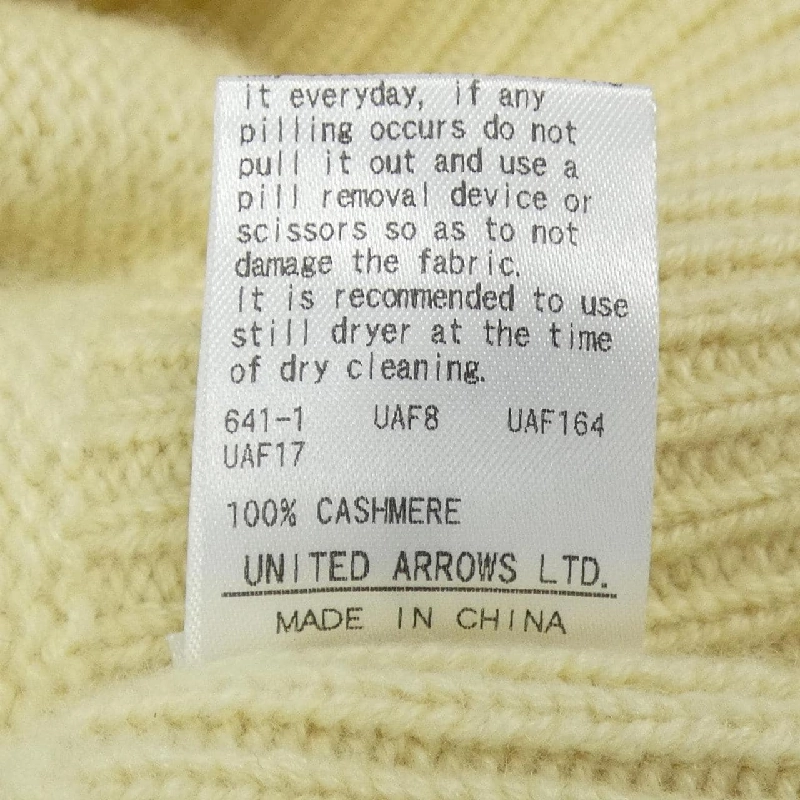 it everyday, if any
pilling occurs do not
pull it out and use a
pill removal device or
scissors so as to not
damage the fabric.
It is recommended to use
still dryer at the time
of dry cleaning.
641-1 UAF8 UAF164
UAF17
100% CASHMERE
UNITED ARROWS LTD.
MADE IN CHINA